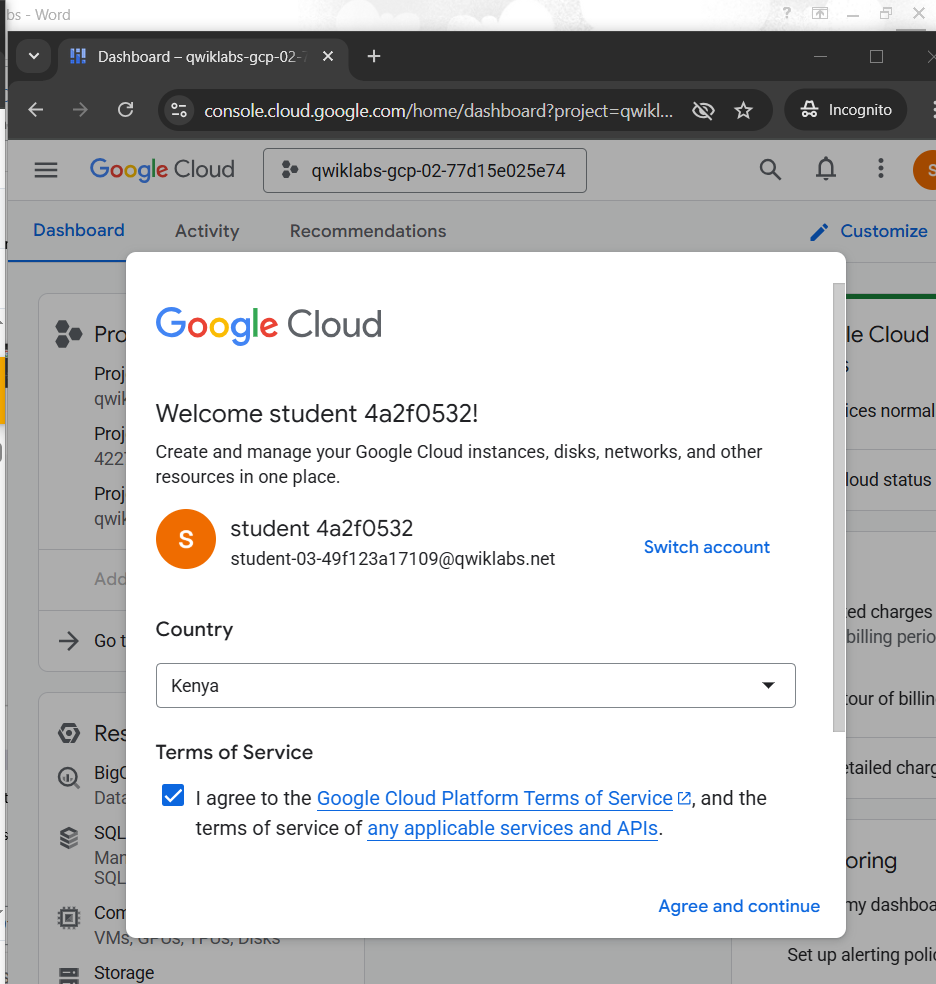 bs - Word
Dashboard – qwiklabs-gcp-02-7
console.cloud.google.com/home/dashboard?project=qwikl...
Incognito
Google Cloud
qwiklabs-gcp-02-77d15e025e74
S
Dashboard
Activity
Recommendations
Customize
Google Cloud
Welcome student 4a2f0532!
Create and manage your Google Cloud instances, disks, networks, and other
resources in one place.
S
student 4a2f0532
student-03-49f123a17109@qwiklabs.net
Switch account
Country
Kenya
Terms of Service
I agree to the Google Cloud Platform Terms of Service, and the
terms of service of any applicable services and APIs.
Agree and continue
Pro
Proj
qwik
Proj
4227
Proj
qwik
Add
Go t
Res
BigQ
Data
SQL
Man
SQL
Com
VMs, GPUs, TPUs, Disks
Storage
le Cloud
s
ices normal
loud status
ed charges
billing perio
our of billin
etailed charg
oring
my dashboa
Set up alerting polic